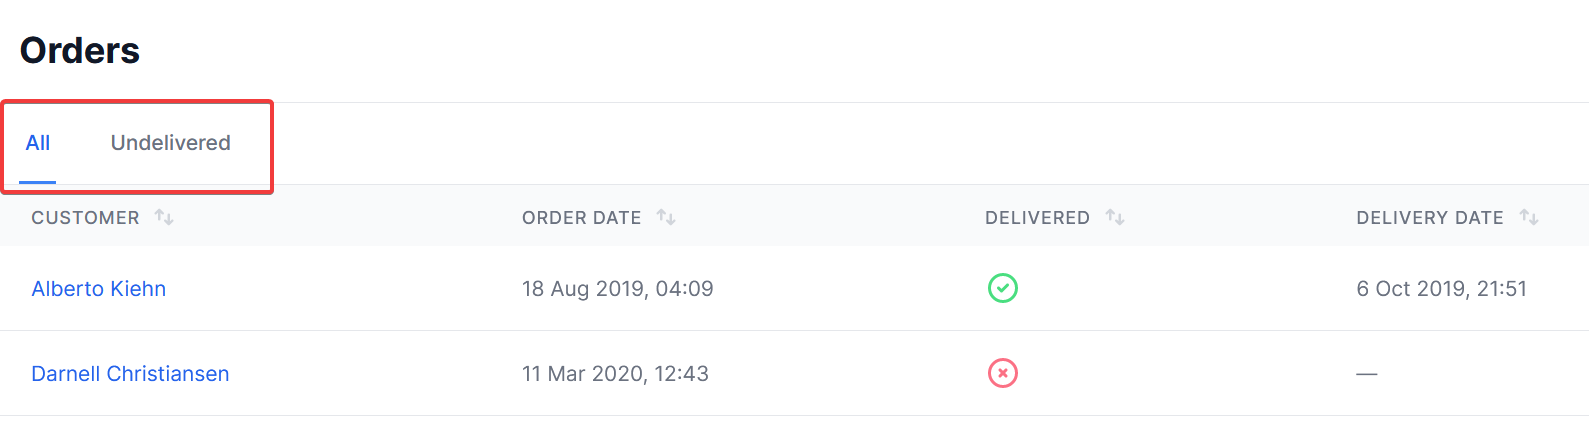 Orders
All Undelivered
CUSTOMER ORDER DATE DELIVERED DELIVERY DATE
Alberto Kiehn 18 Aug 2019, 04:09 6 Oct 2019, 21:51
Darnell Christiansen 11 Mar 2020, 12:43 —